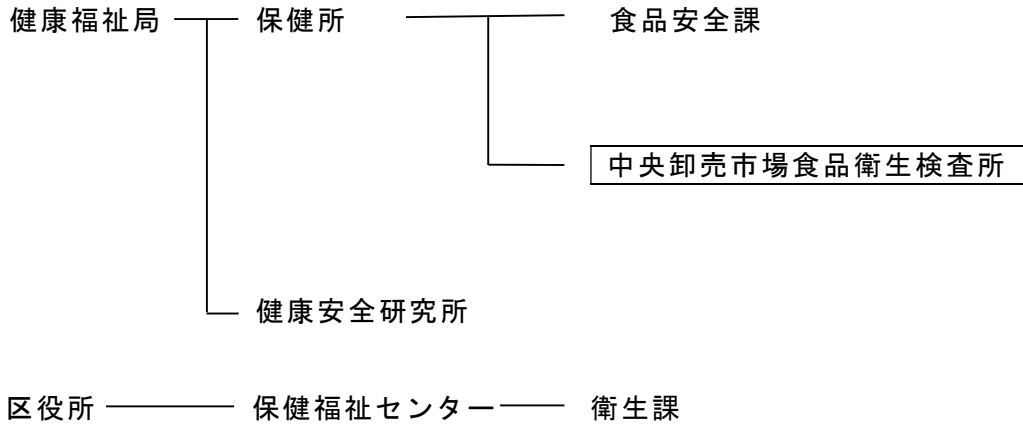 健康福祉局 保健所 食品安全課
中央卸売市場食品衛生検査所
健康安全研究所
区役所 保健福祉センター 衛生課